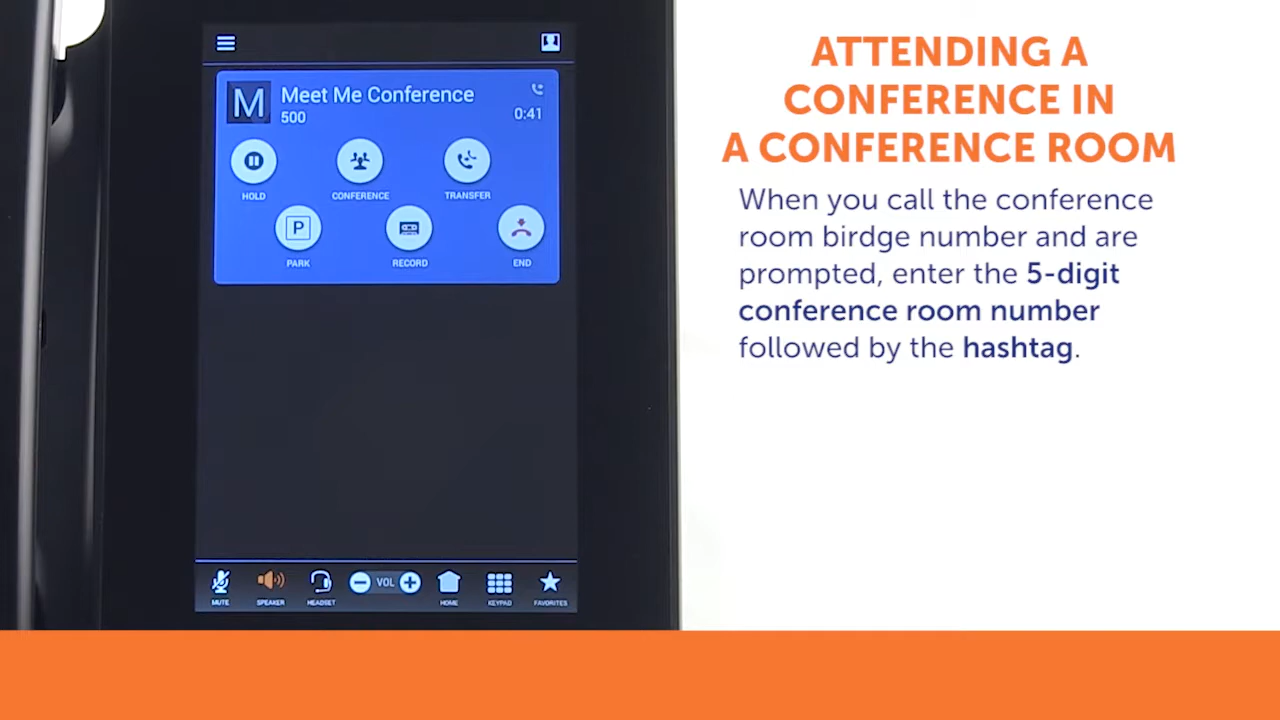 M
Meet Me Conference
500
0:41
HOLD
CONFERENCE
TRANSFER
P
PARK
RECORD
END
MUTE
SPEAKER
HEADSET
VOL
HOME
KEYPAD
FAVORITES
ATTENDING A
CONFERENCE IN
A CONFERENCE ROOM
When you call the conference
room birdge number and are
prompted, enter the 5-digit
conference room number
followed by the hashtag.